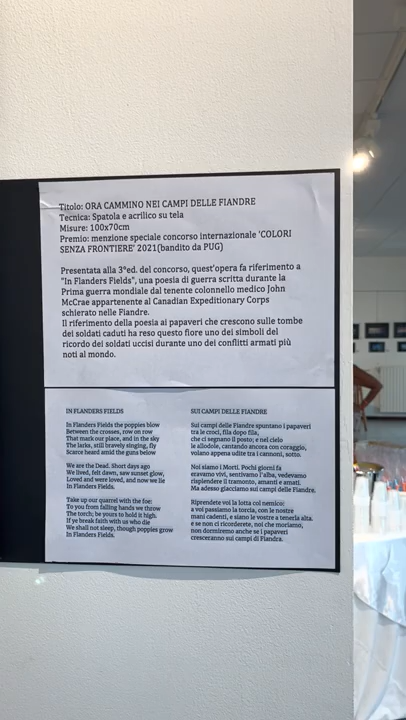 Titolo: ORA CAMMINO NEI CAMPI DELLE FIANDRE
Tecnica: Spatola e acrilico su tela
Misure: 100x70cm
Premio: menzione speciale concorso internazionale 'COLORI
SENZA FRONTIERE' 2021(bandito da PUG)
Presentata alla 3°ed. del concorso, quest'opera fa riferimento a
"In Flanders Fields", una poesia di guerra scritta durante la
Prima guerra mondiale dal tenente colonnello medico John
McCrae appartenente al Canadian Expeditionary Corps
schierato nelle Fiandre.
Il riferimento della poesia ai papaveri che crescono sulle tombe
dei soldati caduti ha reso questo fiore uno dei simboli del
ricordo dei soldati uccisi durante uno dei conflitti armati più
noti al mondo.
IN FLANDERS FIELDS
In Flanders Fields the poppies blow
Between the crosses, row on row
That mark our place, and in the sky
The larks, still bravely singing, fly
Scarce heard amid the guns below
We are the Dead. Short days ago
We lived, felt dawn, saw sunset glow,
Loved and were loved, and now we lie
In Flanders Fields.
Take up our quarrel with the foe:
To you from falling hands we throw
The torch; be yours to hold it high.
If ye break faith with us who die
We shall not sleep, though poppies grow
In Flanders Fields.
SUI CAMPI DELLE FIANDRE
Sui campi delle Fiandre spuntano i papaveri
tra le croci, fila dopo fila,
che ci segnano il posto; e nel cielo
le allodole, cantando ancora con coraggio,
volano appena udite tra i cannoni, sotto.
Noi siamo i Morti. Pochi giorni fa
eravamo vivi, sentivamo l'alba, vedevamo
risplendere il tramonto, amanti e amati.
Ma adesso giacciamo sui campi delle Fiandre.
Riprendete voi la lotta col nemico:
a voi passiamo la torcia, con le nostre
mani cadenti, e siano le vostre a tenerla alta.
e se non ci ricorderete, noi che moriamo,
non dormiremo anche se i papaveri
cresceranno sui campi di Fiandra.